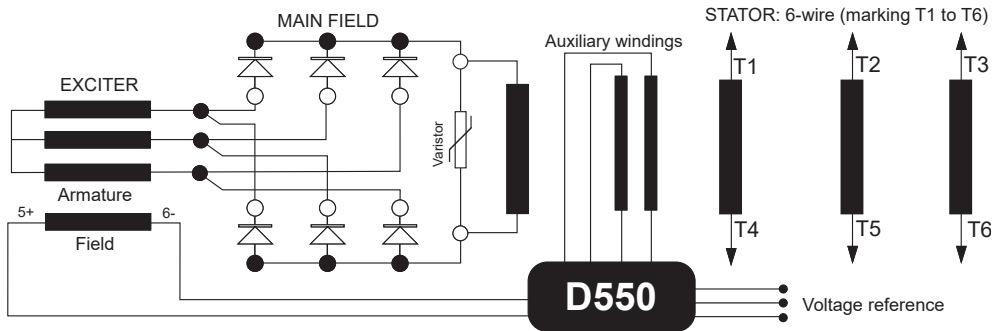 MAIN FIELD
STATOR: 6-wire (marking T1 to T6)
Auxiliary windings
T1
T2
T3
EXCITER
Varistor
Armature
5+
6-
Field
T4
T5
T6
D550
Voltage reference